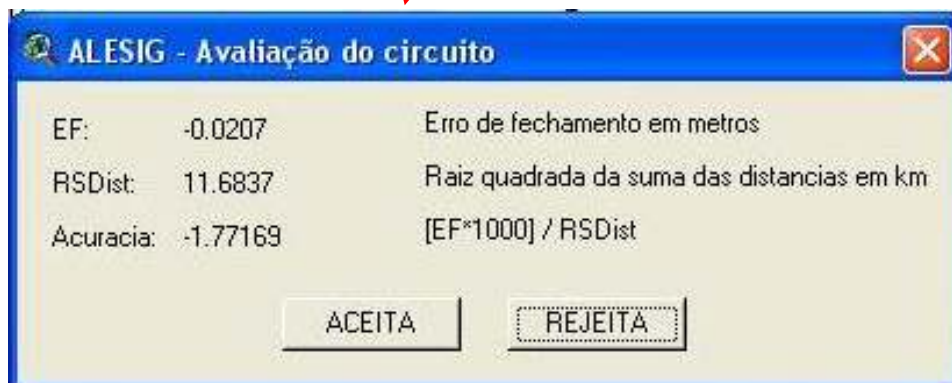 ALESIG - Avaliação do circuito
EF: -0.0207 Erro de fechamento em metros
RSDist: 11.6837 Raiz quadrada da suma das distancias em km
Acuracia: -1.77169 [EF*1000] / RSDist
ACEITA REJEITA